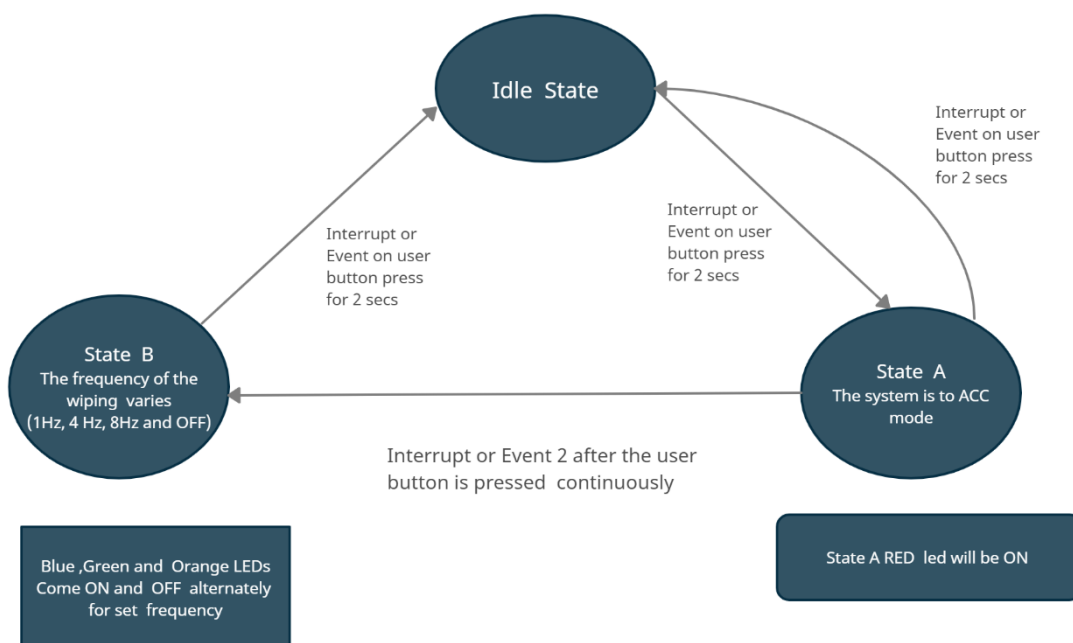 Idle State
Interrupt or
Event on user
button press
for 2 secs
Interrupt or
Event on user
button press
for 2 secs
Interrupt or
Event on user
button press
for 2 secs
State B
The frequency of the
wiping varies
(1Hz, 4 Hz, 8Hz and OFF)
State A
The system is to ACC
mode
Interrupt or Event 2 after the user
button is pressed continuously
Blue ,Green and Orange LEDs
Come ON and OFF alternately
for set frequency
State A RED led will be ON